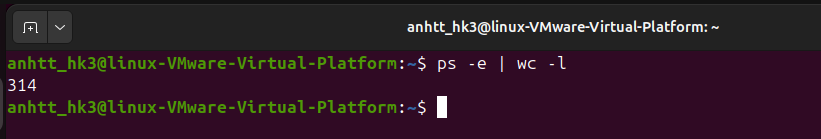 anhtt_hk3@linux-VMware-Virtual-Platform: ~
anhtt_hk3@linux-VMware-Virtual-Platform:~$ ps -e | wc -l
314
anhtt_hk3@linux-VMware-Virtual-Platform:~$